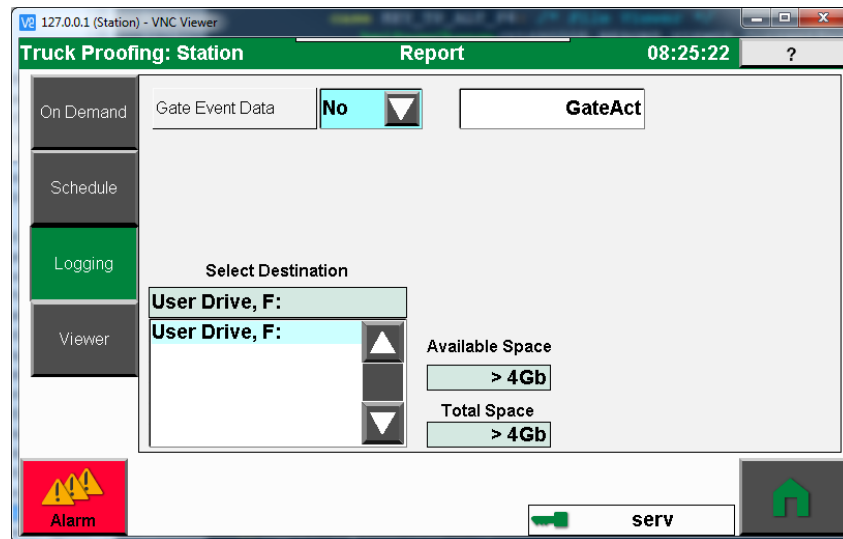 127.0.0.1 (Station) - VNC Viewer
Truck Proofing: Station Report 08:25:22 ?
On Demand
Gate Event Data No GateAct
Schedule
Logging
Select Destination
User Drive, F:
User Drive, F:
Viewer
Available Space
> 4Gb
Total Space
> 4Gb
Alarm
serv